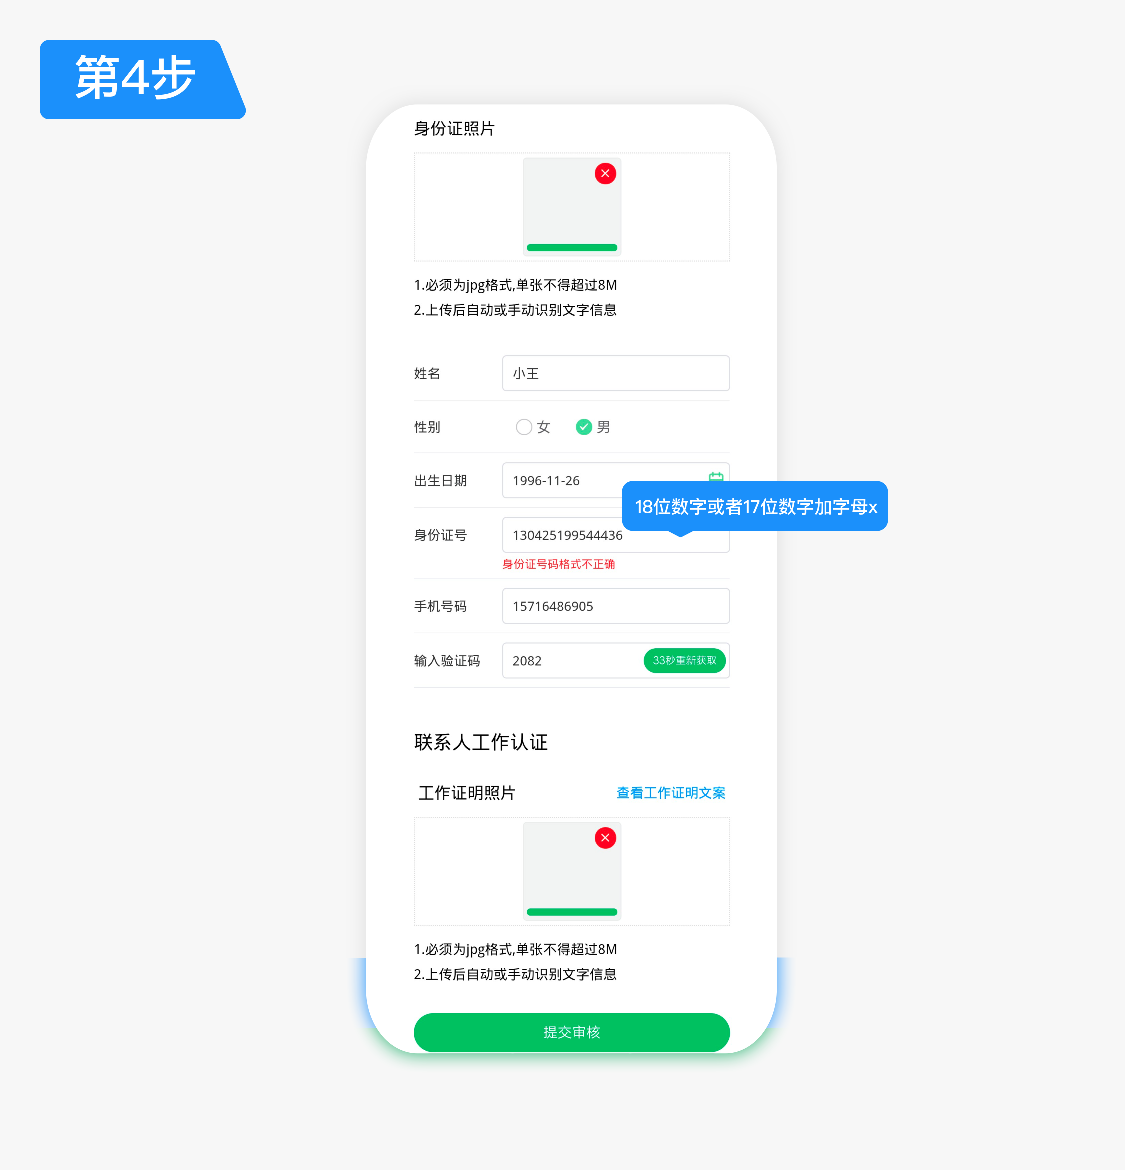 第4步
身份证照片
1.必须为jpg格式,单张不得超过8M
2.上传后自动或手动识别文字信息
姓名 小王
性别 女 男
出生日期 1996-11-26
18位数字或者17位数字加字母x
身份证号 130425199544436
身份证号码格式不正确
手机号码 15716486905
输入验证码 2082 33秒重新获取
联系人工作认证
工作证明照片 查看工作证明文案
1.必须为jpg格式,单张不得超过8M
2.上传后自动或手动识别文字信息
提交审核